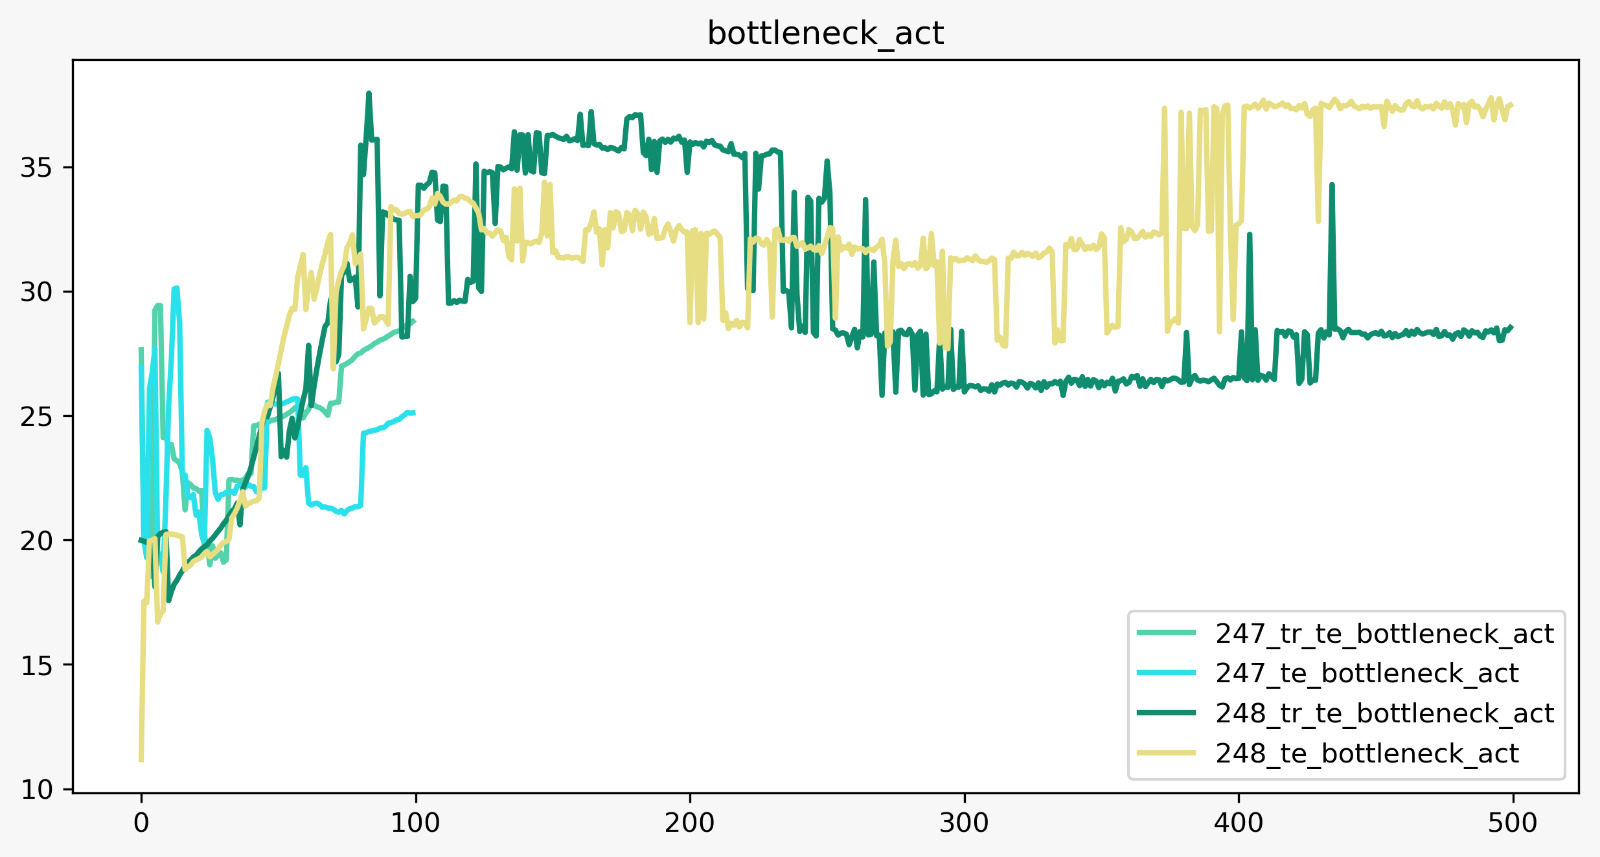 bottleneck_act
35
30
25
20
15
10
0 100 200 300 400 500
247_tr_te_bottleneck_act
247_te_bottleneck_act
248_tr_te_bottleneck_act
248_te_bottleneck_act